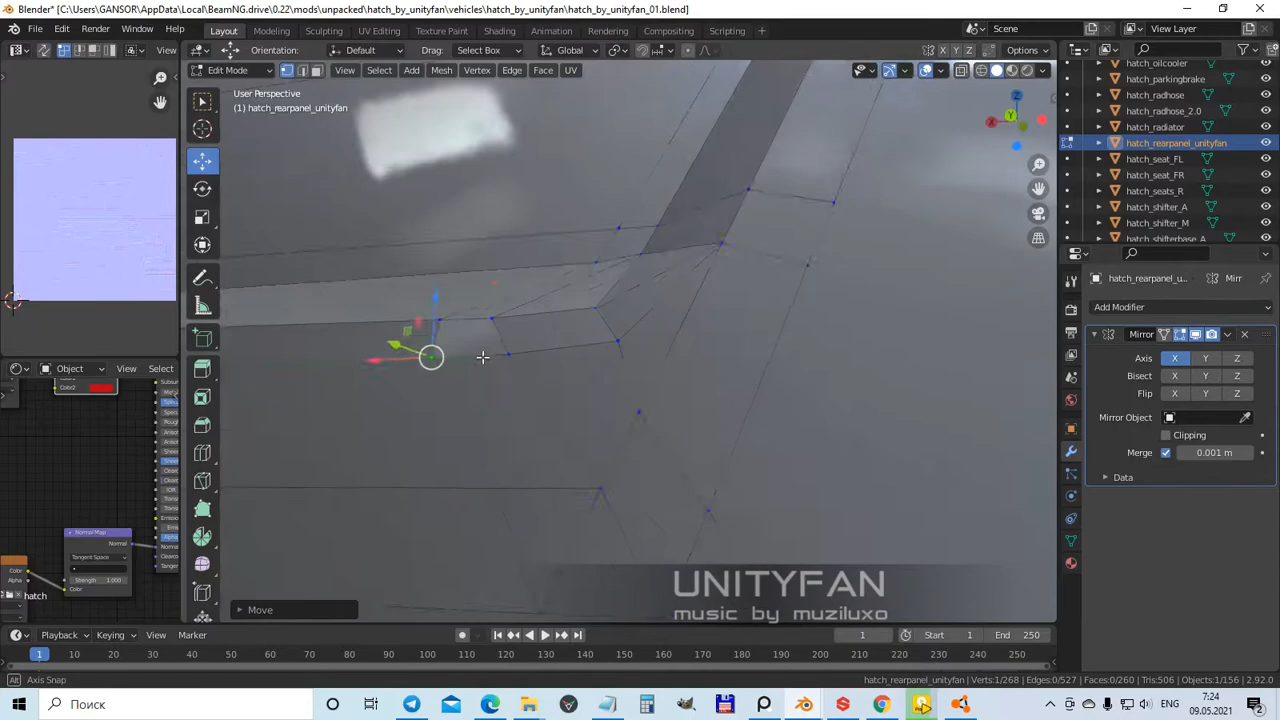 Blender* [C:\Users\GANSOR\AppData\Local\BeamNG.drive\0.22\mods\unpacked\hatch_by_unityfan\vehicles\hatch_by_unityfan\hatch_by_unityfan_01.blend]
File Edit Render Window Help Layout Modeling Sculpting UV Editing Texture Paint Shading Animation Rendering Compositing Scripting Scene View Layer
View Orientation: Default Drag: Select Box Global X Y Z Options
Edit Mode View Select Add Mesh Vertex Edge Face UV
User Perspective
(1) hatch_rearpanel_unityfan
hatch_oilcooler
hatch_parkingbrake
hatch_radhose
hatch_radhose_2.0
hatch_radiator
hatch_rearpanel_unityfan
hatch_seat_FL
hatch_seat_FR
hatch_seats_R
hatch_shifter_A
hatch_shifter_M
hatch_shifterbase_A
hatch_rearpanel_u... Mirr
Add Modifier
Mirror
Axis X Y Z
Bisect X Y Z
Flip X Y Z
Mirror Object
Clipping
Merge 0.001 m
Data
Object View Select
Color2
Normal Map
Normal
Tangent Space
Strength 1.000
Color
Color
Alpha
hatch
Move
UNITYFAN
music by muziluxo
Playback Keying View Marker 1 Start 1 End 250
1 10 20 30 40 50 60 70 80 90 100 110 120 130 140 150 160 170 180 190 200 210 220 230 240 250
Axis Snap hatch_rearpanel_unityfan | Verts:1/268 | Edges:0/527 | Faces:0/260 | Tris:506 | Objects:1/156 | 2.92.0
Поиск
7:24
09.05.2021